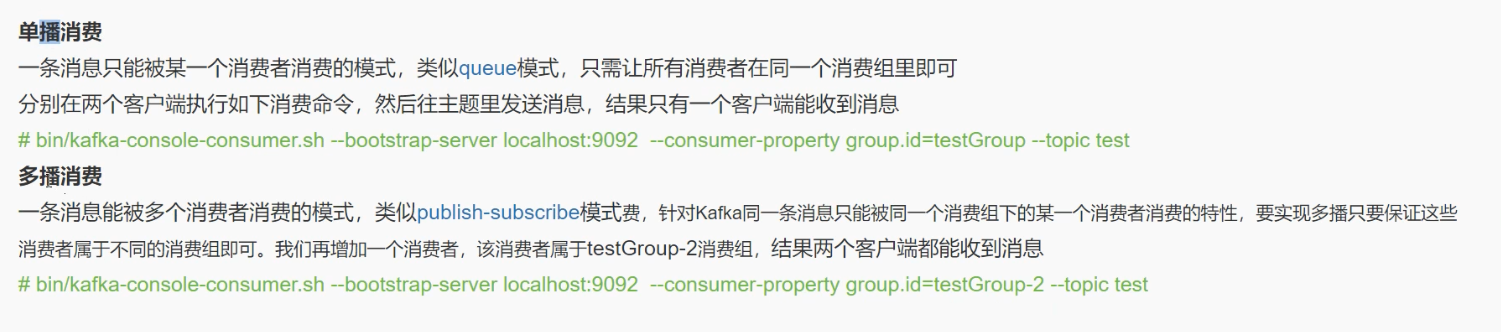 单播消费
一条消息只能被某一个消费者消费的模式，类似queue模式，只需让所有消费者在同一个消费组里即可
分别在两个客户端执行如下消费命令，然后往主题里发送消息，结果只有一个客户端能收到消息
# bin/kafka-console-consumer.sh --bootstrap-server localhost:9092  --consumer-property group.id=testGroup --topic test
多播消费
一条消息能被多个消费者消费的模式，类似publish-subscribe模式费，针对Kafka同一条消息只能被同一个消费组下的某一个消费者消费的特性，要实现多播只要保证这些
消费者属于不同的消费组即可。我们再增加一个消费者，该消费者属于testGroup-2消费组，结果两个客户端都能收到消息
# bin/kafka-console-consumer.sh --bootstrap-server localhost:9092  --consumer-property group.id=testGroup-2 --topic test